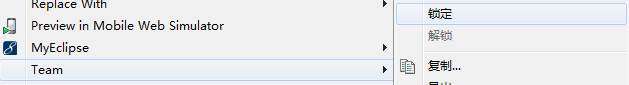 Replace With
Preview in Mobile Web Simulator
MyEclipse
Team
锁定
解锁
复制...